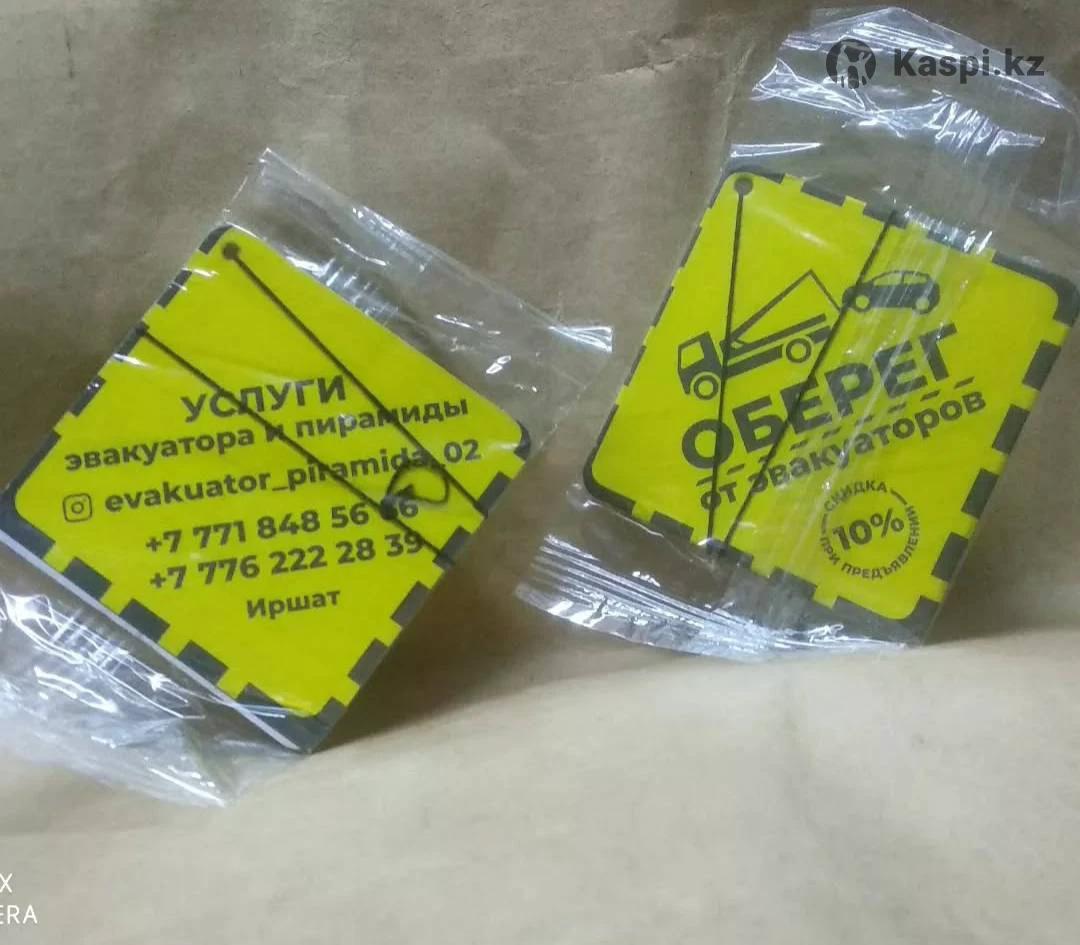 Kaspi.kz
УСЛУГИ
эвакуатора и пирамиды
evakuator_piramida_02
+7 771 848 56
+7 776 222 28 39
Иршат
ОБЕРЕГ
от эвакуаторов
СКИДКА
10%
ПРИ ПРЕДЪЯВЛЕНИИ
X
ERA